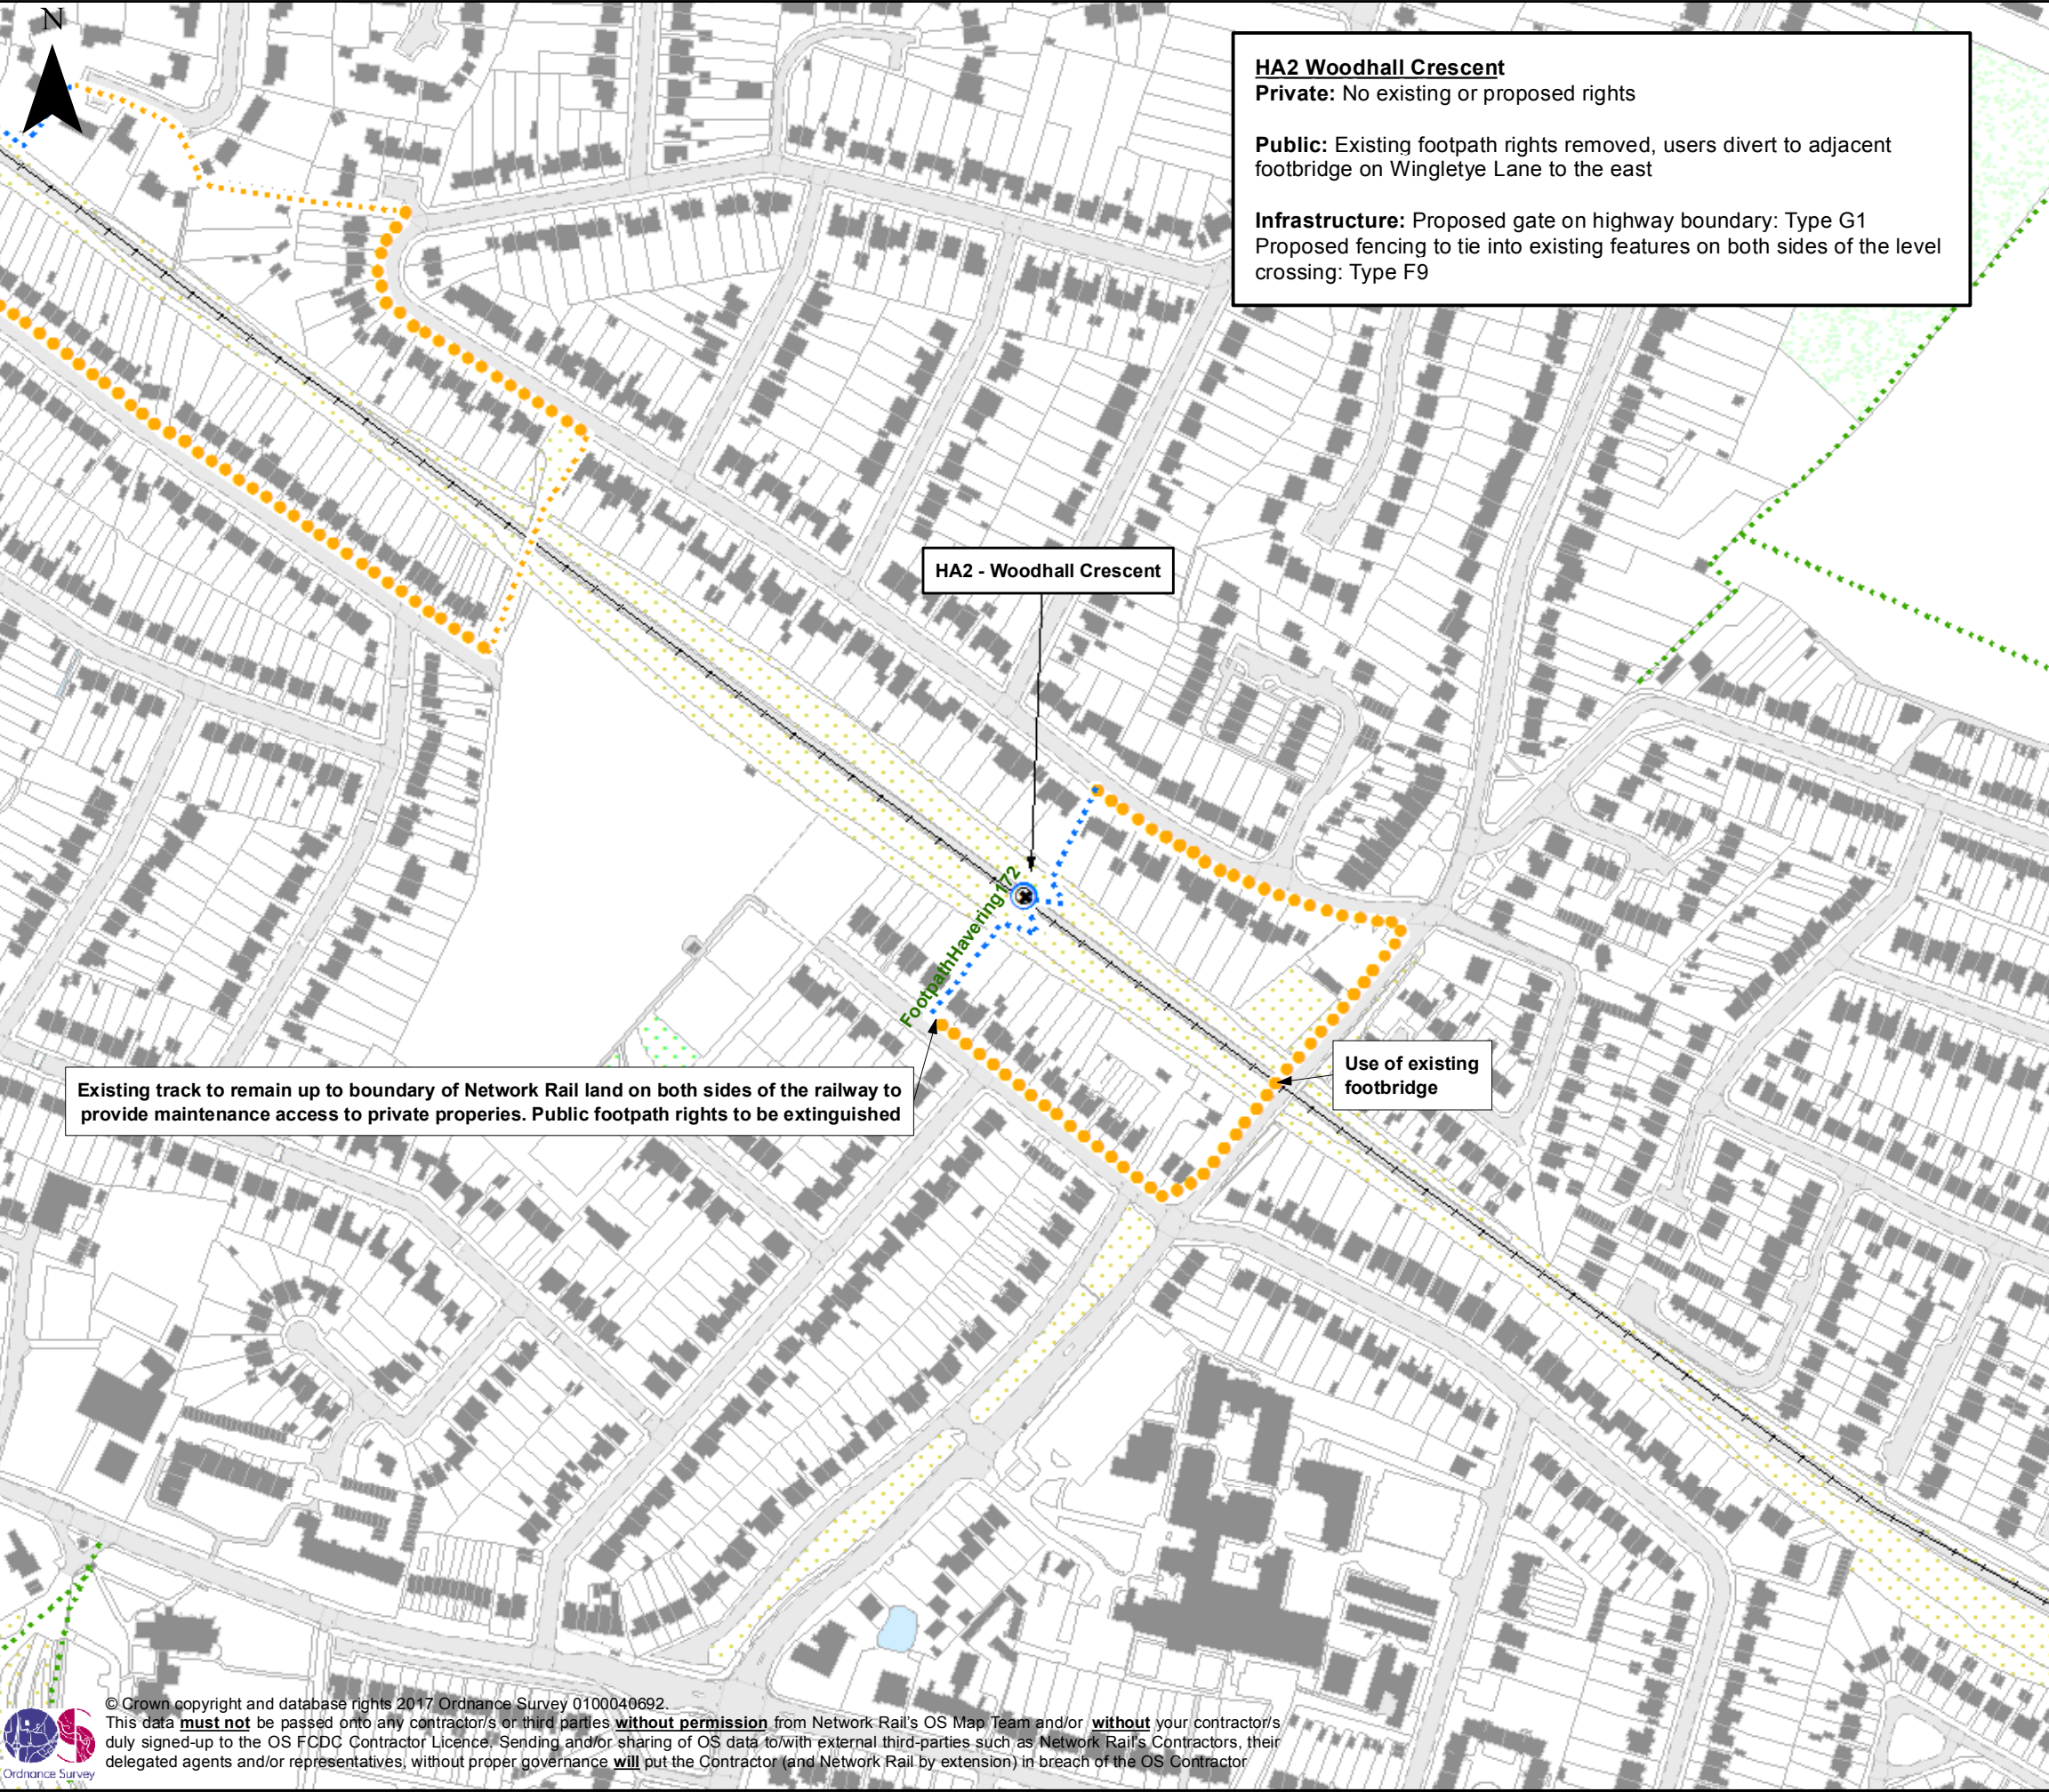 N
HA2 Woodhall Crescent
Private: No existing or proposed rights
Public: Existing footpath rights removed, users divert to adjacent
footbridge on Wingletye Lane to the east
Infrastructure: Proposed gate on highway boundary: Type G1
Proposed fencing to tie into existing features on both sides of the level
crossing: Type F9
HA2 - Woodhall Crescent
FootpathHavering172
Use of existing
footbridge
Existing track to remain up to boundary of Network Rail land on both sides of the railway to
provide maintenance access to private properies. Public footpath rights to be extinguished
© Crown copyright and database rights 2017 Ordnance Survey 0100040692.
This data must not be passed onto any contractor/s or third parties without permission from Network Rail's OS Map Team and/or without your contractor/s
duly signed-up to the OS FCDC Contractor Licence. Sending and/or sharing of OS data to/with external third-parties such as Network Rail's Contractors, their
delegated agents and/or representatives, without proper governance will put the Contractor (and Network Rail by extension) in breach of the OS Contractor
Ordnance Survey